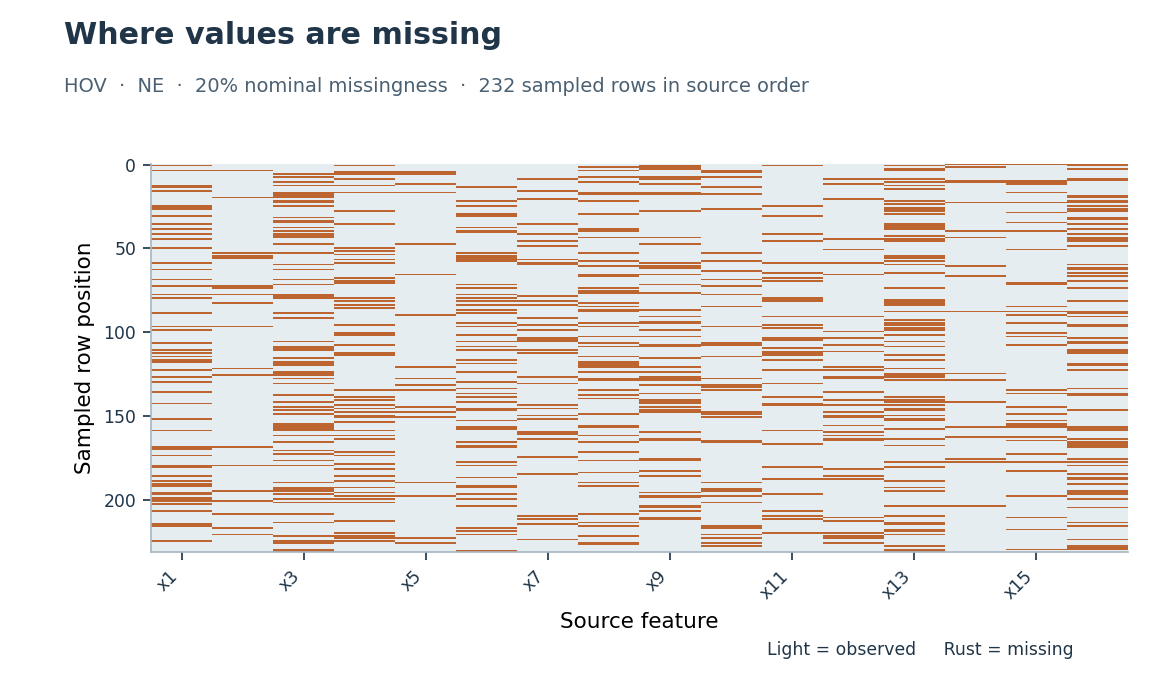 Where values are missing
HOV · NE · 20% nominal missingness · 232 sampled rows in source order
Sampled row position
0
50
100
150
200
x1 x3 x5 x7 x9 x11 x13 x15
Source feature
Light = observed Rust = missing